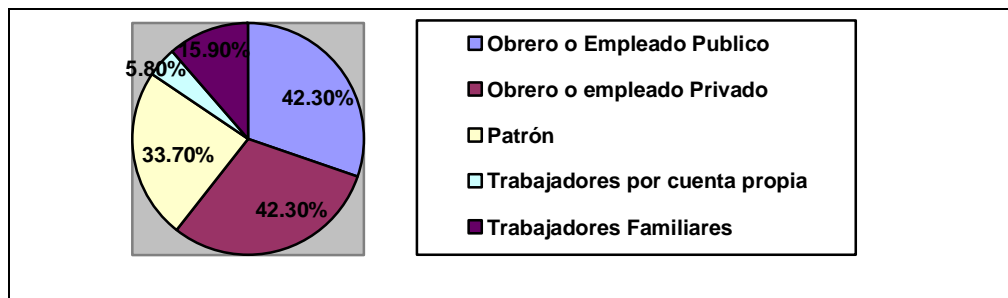 15.90%
5.80%
42.30%
33.70%
42.30%
Obrero o Empleado Publico
Obrero o empleado Privado
Patrón
Trabajadores por cuenta propia
Trabajadores Familiares